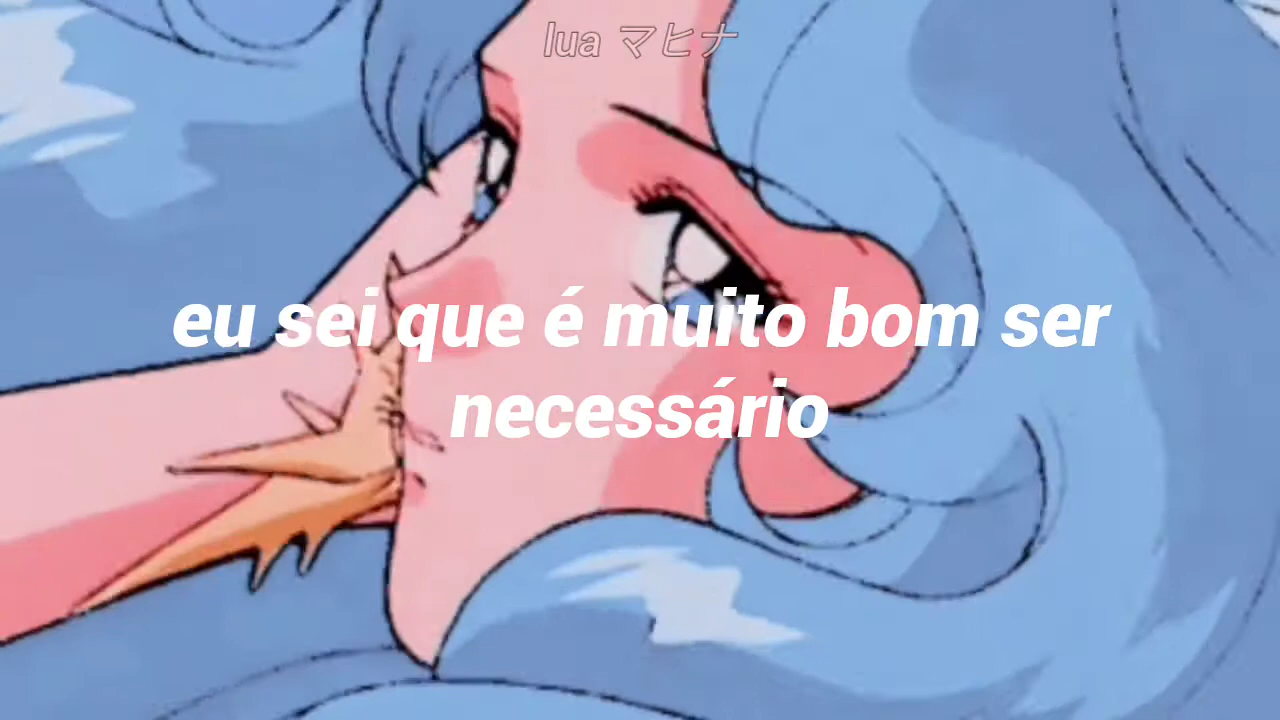 lua マヒナ
eu sei que é muito bom ser
necessário